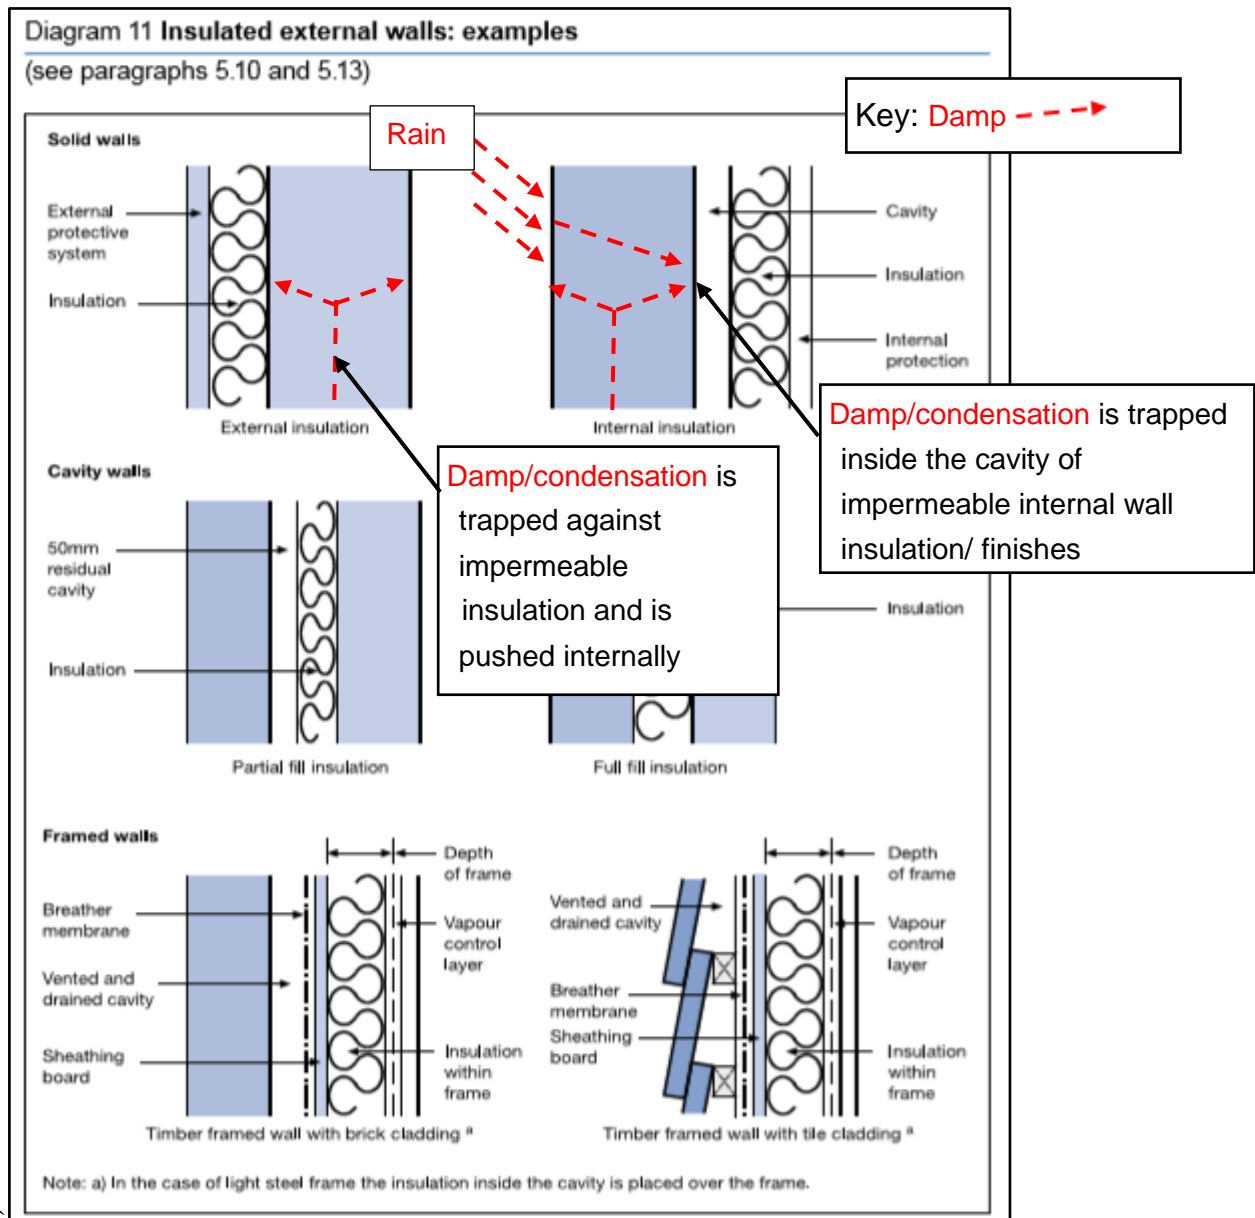 Diagram 11 Insulated external walls: examples
(see paragraphs 5.10 and 5.13)
Key: Damp
Rain
Solid walls
External
protective
system
Insulation
External insulation
Cavity
Insulation
Internal
protection
Internal insulation
Damp/condensation is
trapped against
impermeable
insulation and is
pushed internally
Damp/condensation is trapped
inside the cavity of
impermeable internal wall
insulation/ finishes
Cavity walls
50mm
residual
cavity
Insulation
Partial fill insulation
Insulation
Full fill insulation
Framed walls
Depth
of frame
Breather
membrane
Vapour
control
layer
Vented and
drained cavity
Sheathing
board
Insulation
within
frame
Timber framed wall with brick cladding a
Depth
of frame
Vented and
drained cavity
Vapour
control
layer
Breather
membrane
Sheathing
board
Insulation
within
frame
Timber framed wall with tile cladding a
Note: a) In the case of light steel frame the insulation inside the cavity is placed over the frame.